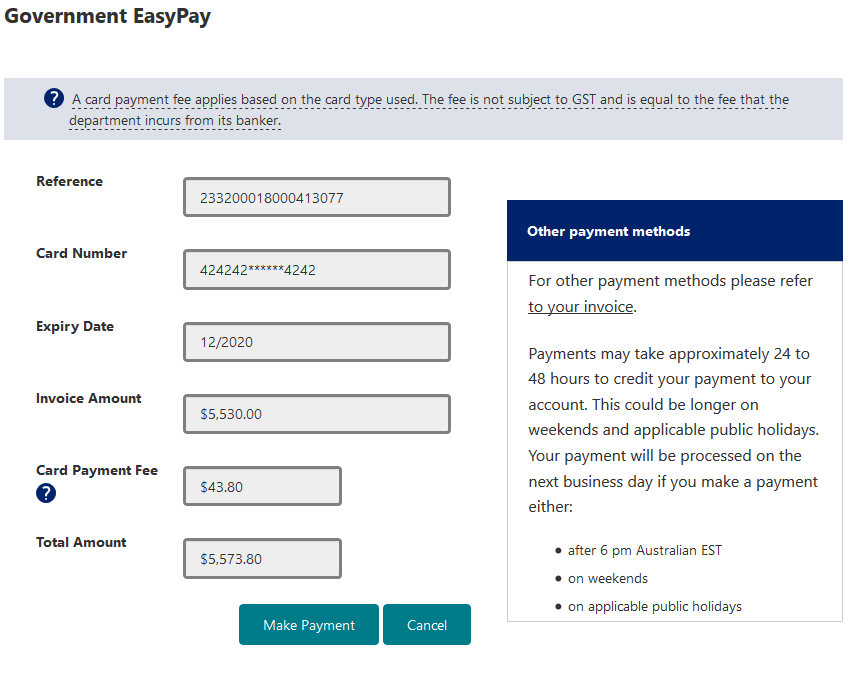 Government EasyPay
? A card payment fee applies based on the card type used. The fee is not subject to GST and is equal to the fee that the
department incurs from its banker.
Reference
233200018000413077
Card Number
424242******4242
Expiry Date
12/2020
Invoice Amount
$5,530.00
Card Payment Fee
?
$43.80
Total Amount
$5,573.80
Make Payment
Cancel
Other payment methods
For other payment methods please refer
to your invoice.
Payments may take approximately 24 to
48 hours to credit your payment to your
account. This could be longer on
weekends and applicable public holidays.
Your payment will be processed on the
next business day if you make a payment
either:
• after 6 pm Australian EST
• on weekends
• on applicable public holidays